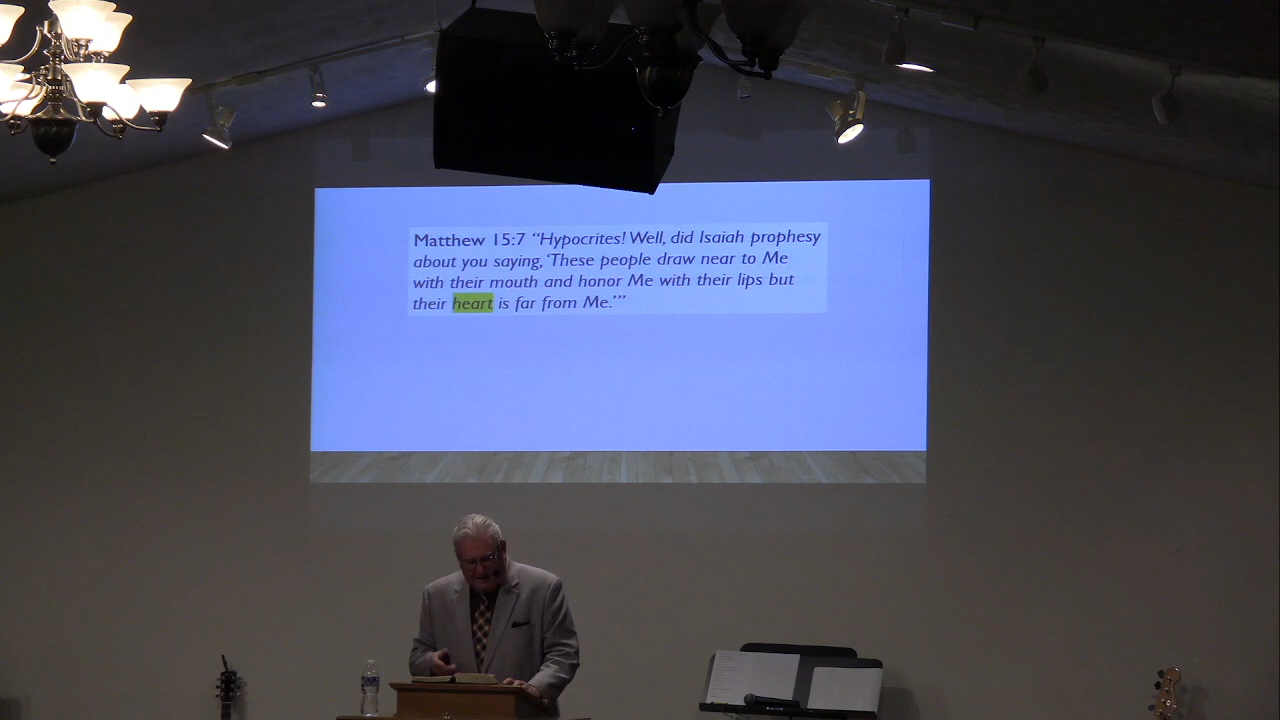 Matthew 15:7 “Hypocrites! Well, did Isaiah prophesy
about you saying, ‘These people draw near to Me
with their mouth and honor Me with their lips but
their heart is far from Me.’”